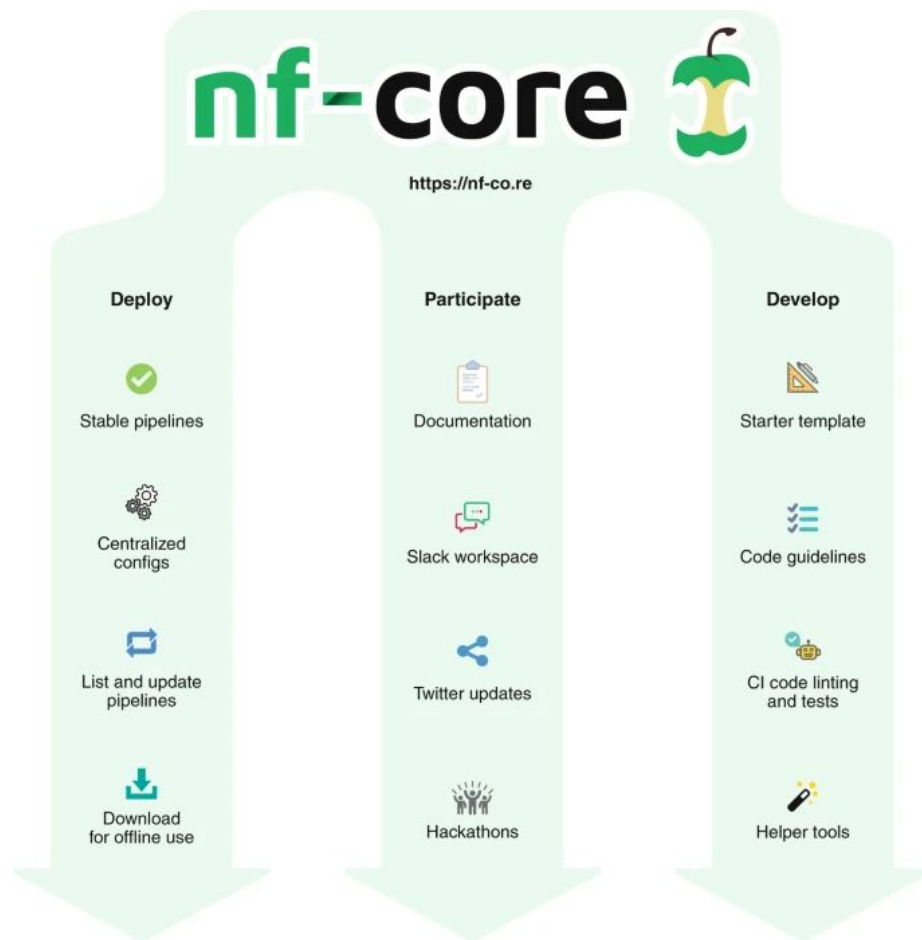 nf-core
https://nf-co.re
Deploy
Stable pipelines
Centralized
configs
List and update
pipelines
Download
for offline use
Participate
Documentation
Slack workspace
Twitter updates
Hackathons
Develop
Starter template
Code guidelines
CI code linting
and tests
Helper tools